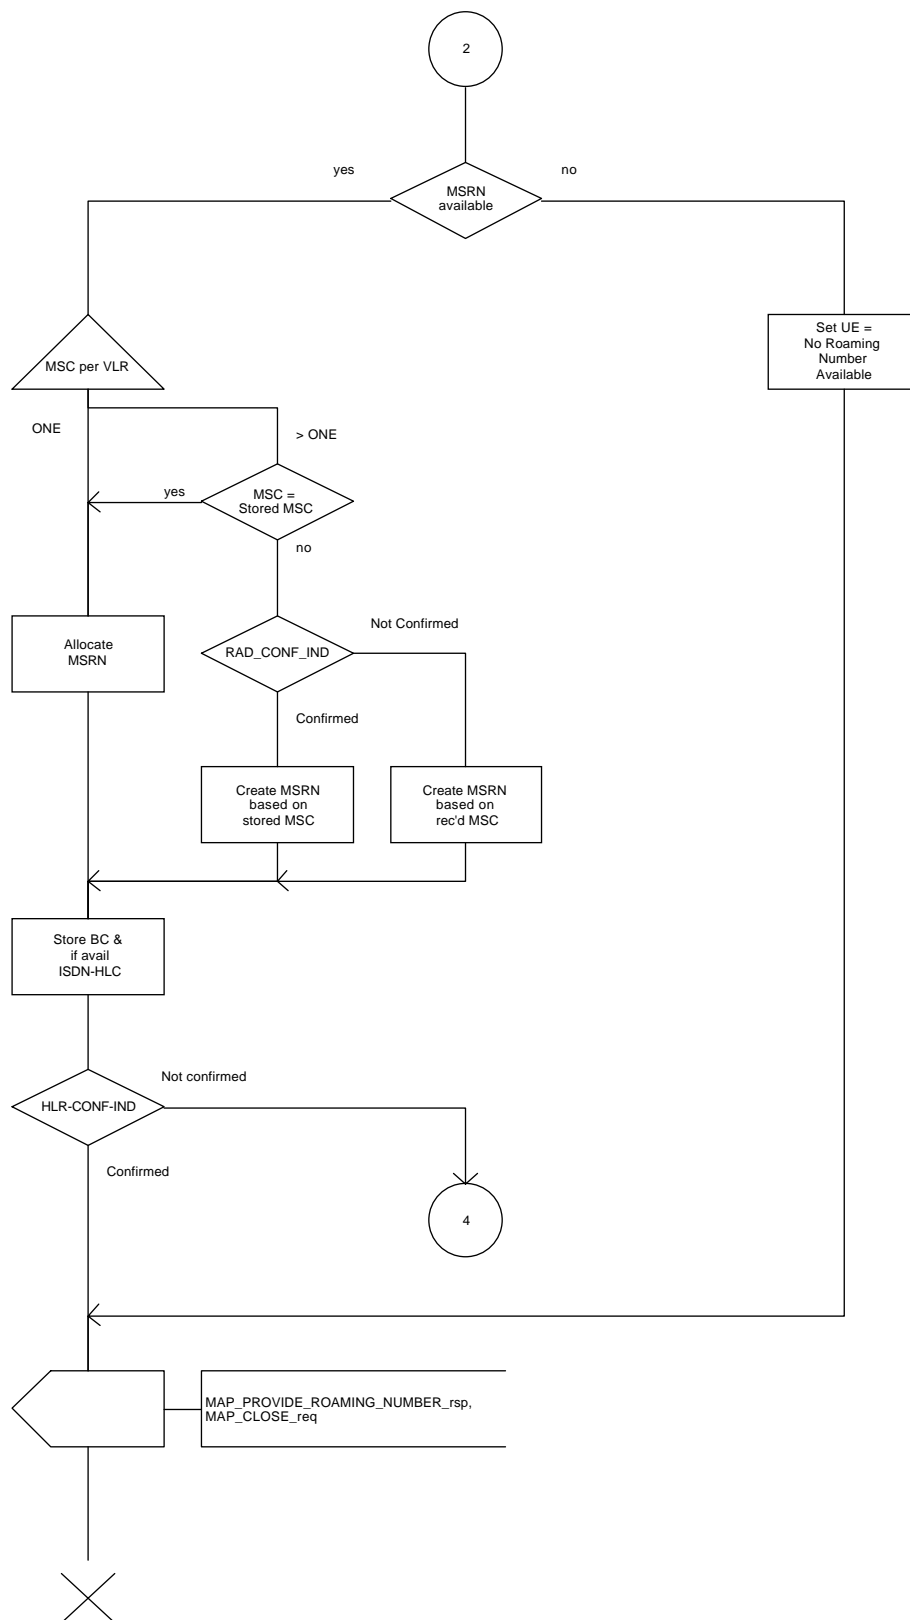 2
yes
no
MSRN
available
MSC per VLR
Set UE =
No Roaming
Number
Available
ONE
> ONE
yes
MSC =
Stored MSC
no
Allocate
MSRN
RAD_CONF_IND
Not Confirmed
Confirmed
Create MSRN
based on
stored MSC
Create MSRN
based on
rec'd MSC
Store BC &
if avail
ISDN-HLC
HLR-CONF-IND
Not confirmed
Confirmed
4
MAP_PROVIDE_ROAMING_NUMBER_rsp,
MAP_CLOSE_req